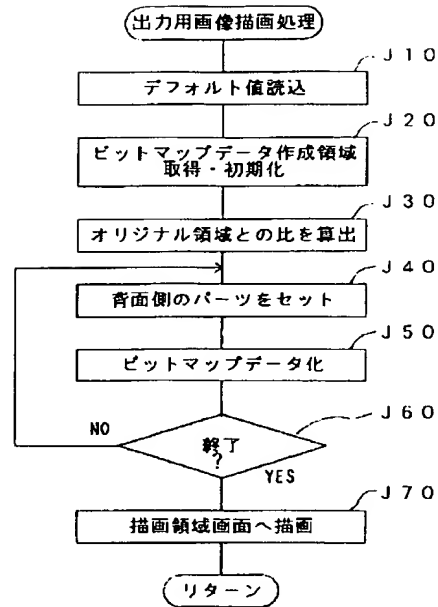 出力用画像描画処理
J10
デフォルト値読込
J20
ビットマップデータ作成領域
取得・初期化
J30
オリジナル領域との比を算出
J40
背面側のパーツをセット
J50
ビットマップデータ化
J60
NO
終了
?
YES
J70
描画領域画面へ描画
リターン